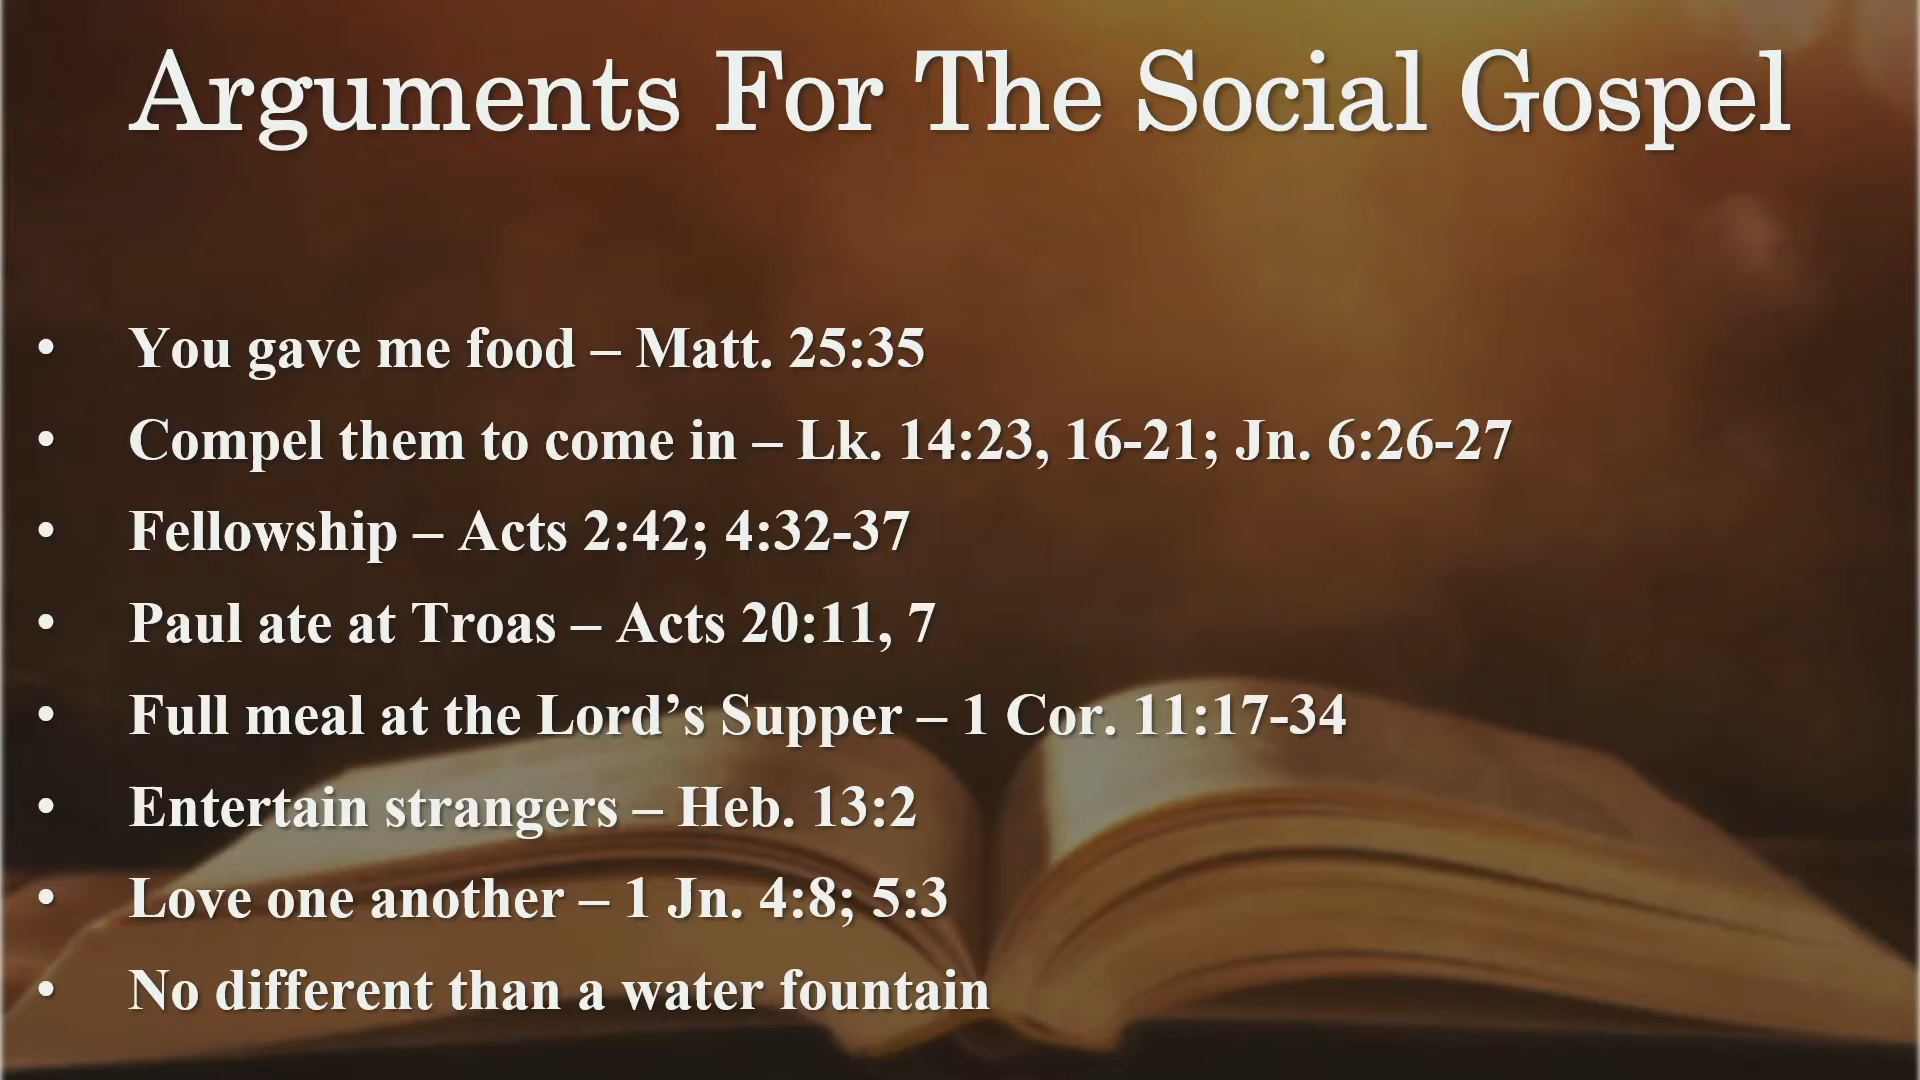 Arguments For The Social Gospel
• You gave me food – Matt. 25:35
• Compel them to come in – Lk. 14:23, 16-21; Jn. 6:26-27
• Fellowship – Acts 2:42; 4:32-37
• Paul ate at Troas – Acts 20:11, 7
• Full meal at the Lord’s Supper – 1 Cor. 11:17-34
• Entertain strangers – Heb. 13:2
• Love one another – 1 Jn. 4:8; 5:3
• No different than a water fountain